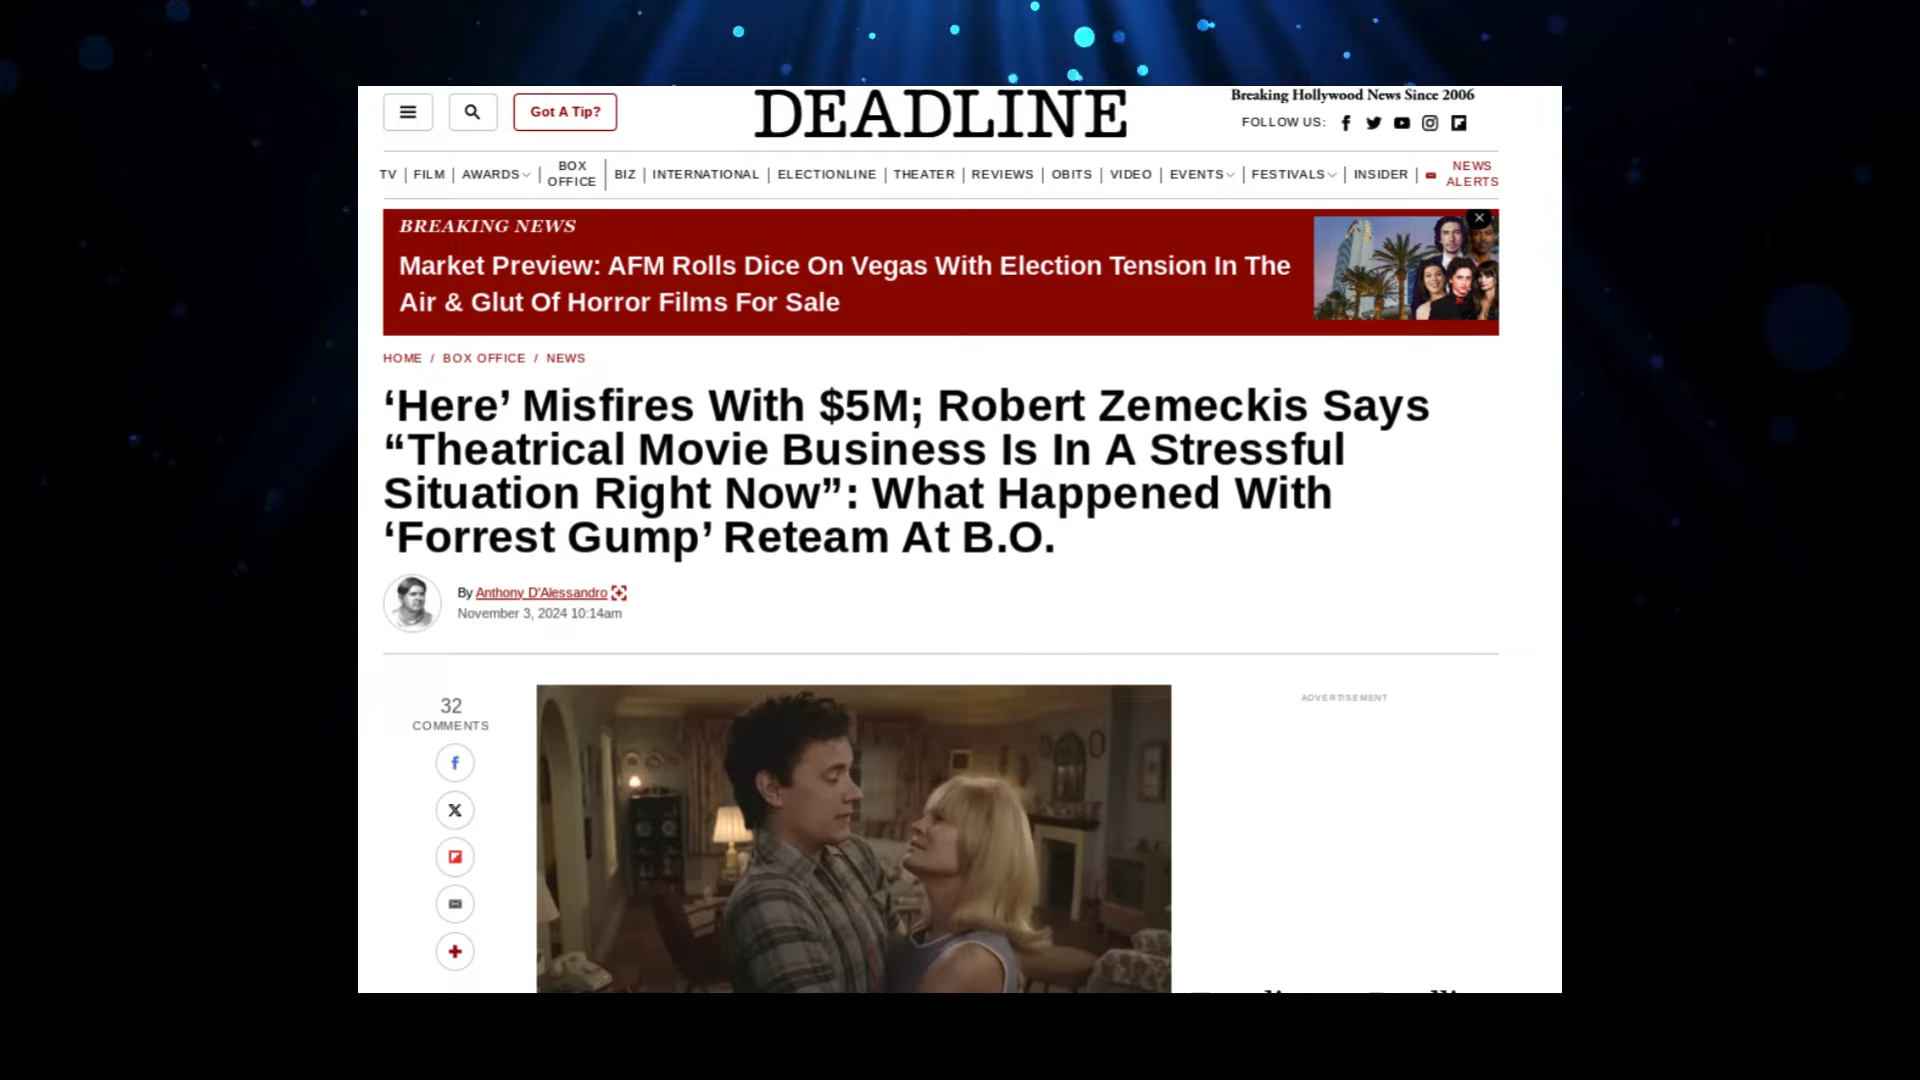 Got A Tip?
DEADLINE
Breaking Hollywood News Since 2006
FOLLOW US:
TV | FILM | AWARDS | BOX OFFICE | BIZ | INTERNATIONAL | ELECTIONLINE | THEATER | REVIEWS | OBITS | VIDEO | EVENTS | FESTIVALS | INSIDER | NEWS ALERTS
BREAKING NEWS
Market Preview: AFM Rolls Dice On Vegas With Election Tension In The
Air & Glut Of Horror Films For Sale
HOME / BOX OFFICE / NEWS
‘Here’ Misfires With $5M; Robert Zemeckis Says
“Theatrical Movie Business Is In A Stressful
Situation Right Now”: What Happened With
‘Forrest Gump’ Reteam At B.O.
By Anthony D'Alessandro
November 3, 2024 10:14am
32
COMMENTS
ADVERTISEMENT